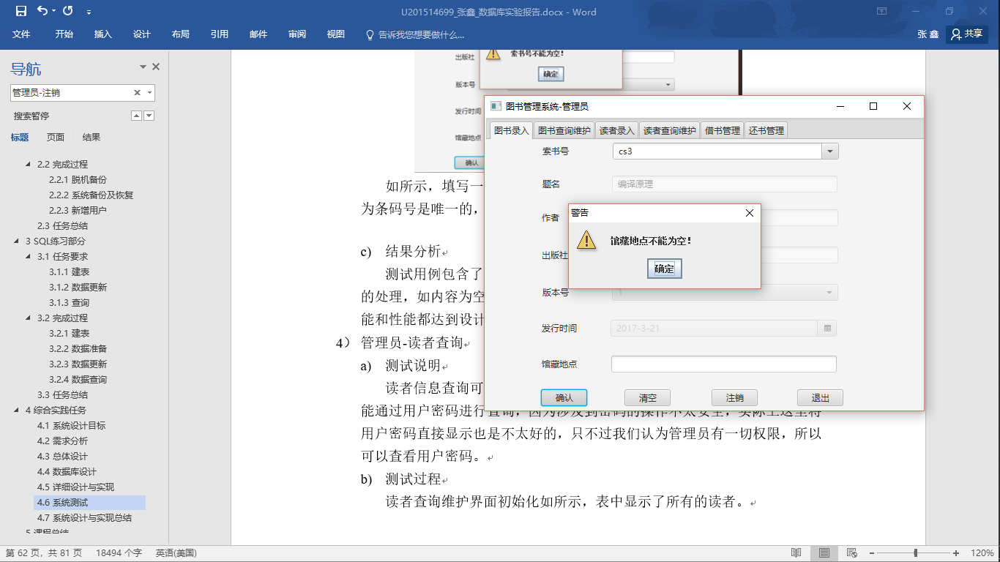 U201514699_张鑫_数据库实验报告.docx - Word
文件 开始 插入 设计 布局 引用 邮件 审阅 视图 告诉我您想要做什么... 张 鑫 共享
导航
管理员-注销
搜索暂停
标题 页面 结果
2.2 完成过程
2.2.1 脱机备份
2.2.2 系统备份及恢复
2.2.3 新增用户
2.3 任务总结
3 SQL练习部分
3.1 任务要求
3.1.1 建表
3.1.2 数据更新
3.1.3 查询
3.2 完成过程
3.2.1 建表
3.2.2 数据准备
3.2.3 数据更新
3.2.4 数据查询
3.3 任务总结
4 综合实践任务
4.1 系统设计目标
4.2 需求分析
4.3 总体设计
4.4 数据库设计
4.5 详细设计与实现
4.6 系统测试
4.7 系统设计与实现总结
5 课程总结
出版社
索书号不能为空！
确定
版本号
发行时间
馆藏地点
确认
如所示，填写一
为条码号是唯一的，
c) 结果分析
测试用例包含了
的处理，如内容为空
能和性能都达到设计
4） 管理员-读者查询
a) 测试说明
读者信息查询可
能通过用户密码进行查询，因为涉及到密码的操作不太安全，实际上这里将
用户密码直接显示也是不太好的，只不过我们认为管理员有一切权限，所以
可以查看用户密码。
b) 测试过程
读者查询维护界面初始化如所示，表中显示了所有的读者。
图书管理系统-管理员
图书录入 图书查询维护 读者录入 读者查询维护 借书管理 还书管理
索书号 cs3
题名 编译原理
作者
出版社
版本号 1
发行时间 2017-3-21
馆藏地点
确认 清空 注销 退出
警告
馆藏地点不能为空！
确定
第 62 页，共 81 页 18494 个字 英语(美国) 120%